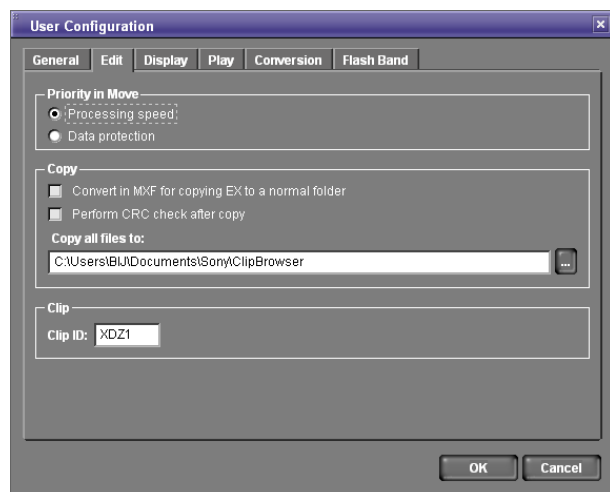 User Configuration
General Edit Display Play Conversion Flash Band
Priority in Move
Processing speed
Data protection
Copy
Convert in MXF for copying EX to a normal folder
Perform CRC check after copy
Copy all files to:
C:\Users\BIJ\Documents\Sony\ClipBrowser ...
Clip
Clip ID: XDZ1
OK Cancel